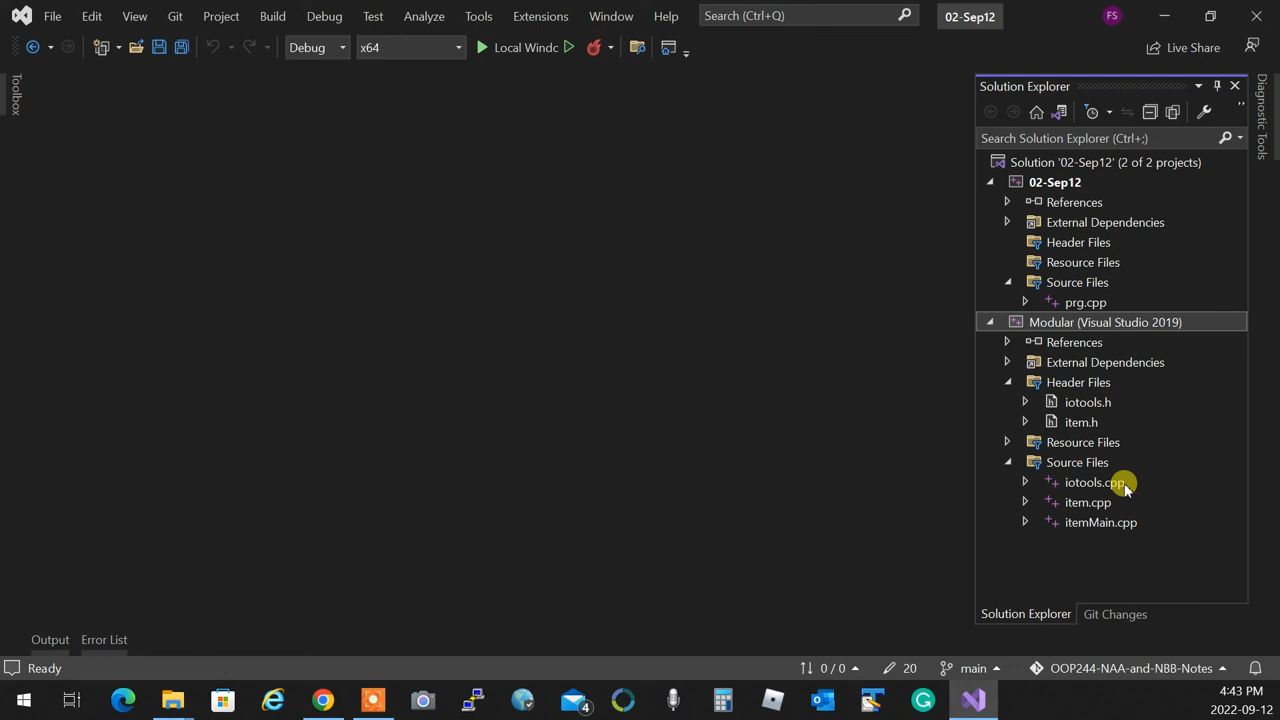 File Edit View Git Project Build Debug Test Analyze Tools Extensions Window Help Search (Ctrl+Q) 02-Sep12 FS
Debug x64 Local Windc Live Share
Toolbox
Solution Explorer
Search Solution Explorer (Ctrl+;)
Solution '02-Sep12' (2 of 2 projects)
02-Sep12
References
External Dependencies
Header Files
Resource Files
Source Files
prg.cpp
Modular (Visual Studio 2019)
References
External Dependencies
Header Files
iotools.h
item.h
Resource Files
Source Files
iotools.cpp
item.cpp
itemMain.cpp
Solution Explorer Git Changes
Diagnostic Tools
Output Error List
Ready 0 / 0 20 main OOP244-NAA-and-NBB-Notes
4
4:43 PM
2022-09-12